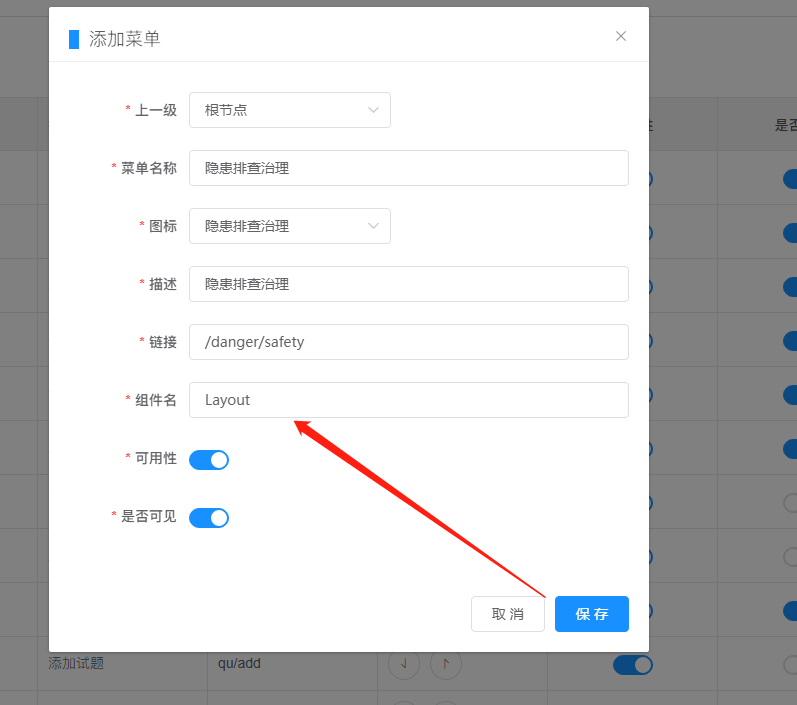 添加菜单
* 上一级 根节点
* 菜单名称 隐患排查治理
* 图标 隐患排查治理
* 描述 隐患排查治理
* 链接 /danger/safety
* 组件名 Layout
* 可用性
* 是否可见
取 消 保 存
添加试题 qu/add
是否